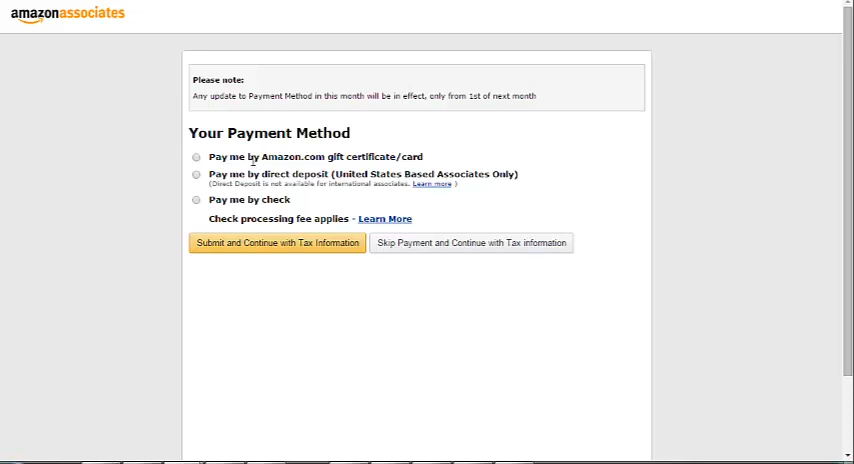 amazonassociates
Please note:
Any update to Payment Method in this month will be in effect, only from 1st of next month
Your Payment Method
Pay me by Amazon.com gift certificate/card
Pay me by direct deposit (United States Based Associates Only)
(Direct Deposit is not available for international associates. Learn more )
Pay me by check
Check processing fee applies - Learn More
Submit and Continue with Tax Information
Skip Payment and Continue with Tax information